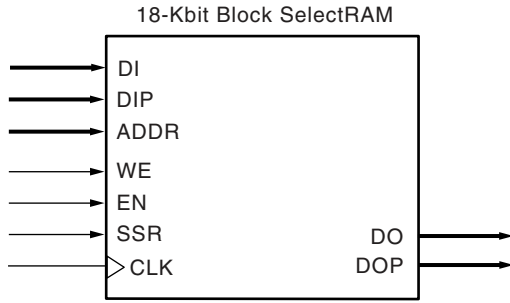 18-Kbit Block SelectRAM
DI
DIP
ADDR
WE
EN
SSR
CLK
DO
DOP